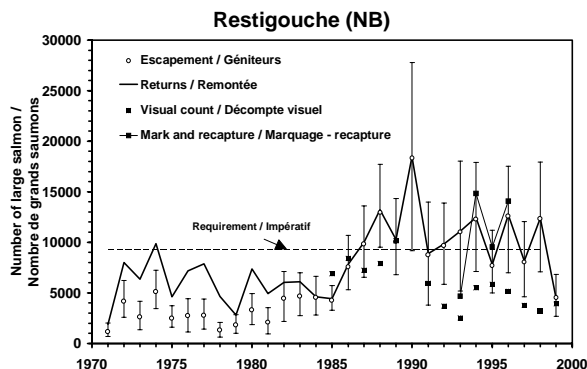 Restigouche (NB)
Number of large salmon /
Nombre de grands saumons
30000
25000
20000
15000
10000
5000
0
Escapement / Géniteurs
Returns / Remontée
Visual count / Décompte visuel
Mark and recapture / Marquage - recapture
Requirement / Impératif
1970 1975 1980 1985 1990 1995 2000